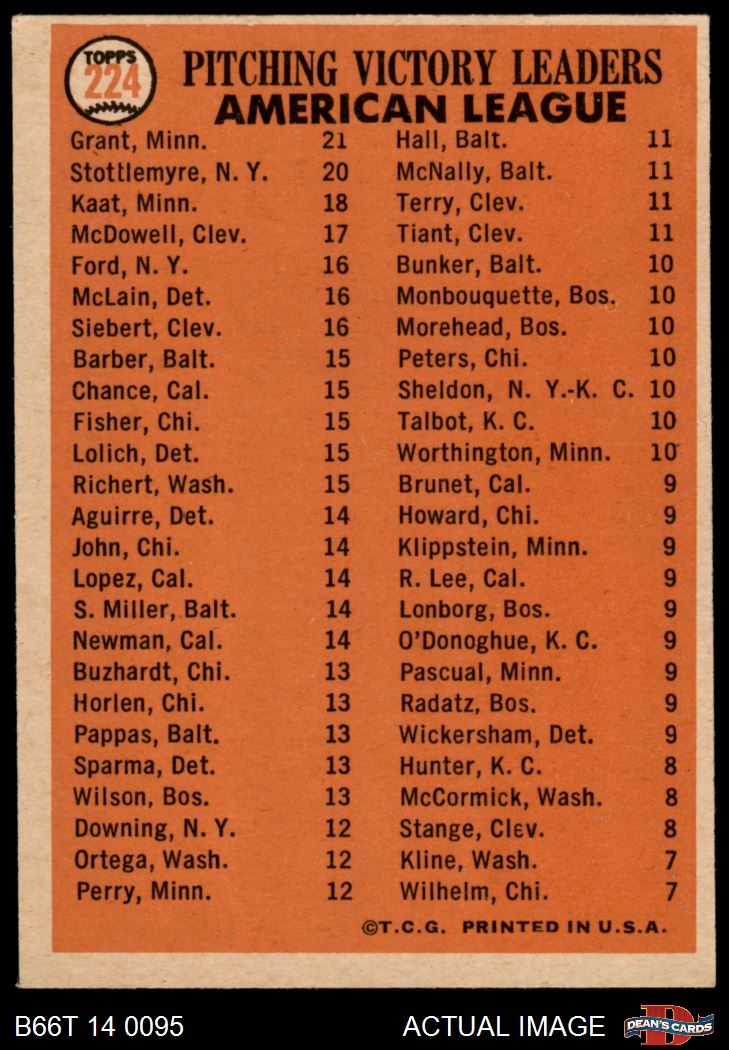 TOPPS
224
PITCHING VICTORY LEADERS
AMERICAN LEAGUE
Grant, Minn. 21
Stottlemyre, N. Y. 20
Kaat, Minn. 18
McDowell, Clev. 17
Ford, N. Y. 16
McLain, Det. 16
Siebert, Clev. 16
Barber, Balt. 15
Chance, Cal. 15
Fisher, Chi. 15
Lolich, Det. 15
Richert, Wash. 15
Aguirre, Det. 14
John, Chi. 14
Lopez, Cal. 14
S. Miller, Balt. 14
Newman, Cal. 14
Buzhardt, Chi. 13
Horlen, Chi. 13
Pappas, Balt. 13
Sparma, Det. 13
Wilson, Bos. 13
Downing, N. Y. 12
Ortega, Wash. 12
Perry, Minn. 12
Hall, Balt. 11
McNally, Balt. 11
Terry, Clev. 11
Tiant, Clev. 11
Bunker, Balt. 10
Monbouquette, Bos. 10
Morehead, Bos. 10
Peters, Chi. 10
Sheldon, N. Y.-K. C. 10
Talbot, K. C. 10
Worthington, Minn. 10
Brunet, Cal. 9
Howard, Chi. 9
Klippstein, Minn. 9
R. Lee, Cal. 9
Lonborg, Bos. 9
O'Donoghue, K. C. 9
Pascual, Minn. 9
Radatz, Bos. 9
Wickersham, Det. 9
Hunter, K. C. 8
McCormick, Wash. 8
Stange, Clev. 8
Kline, Wash. 7
Wilhelm, Chi. 7
©T.C.G. PRINTED IN U.S.A.
B66T 14 0095
ACTUAL IMAGE
D
DEAN'S CARDS